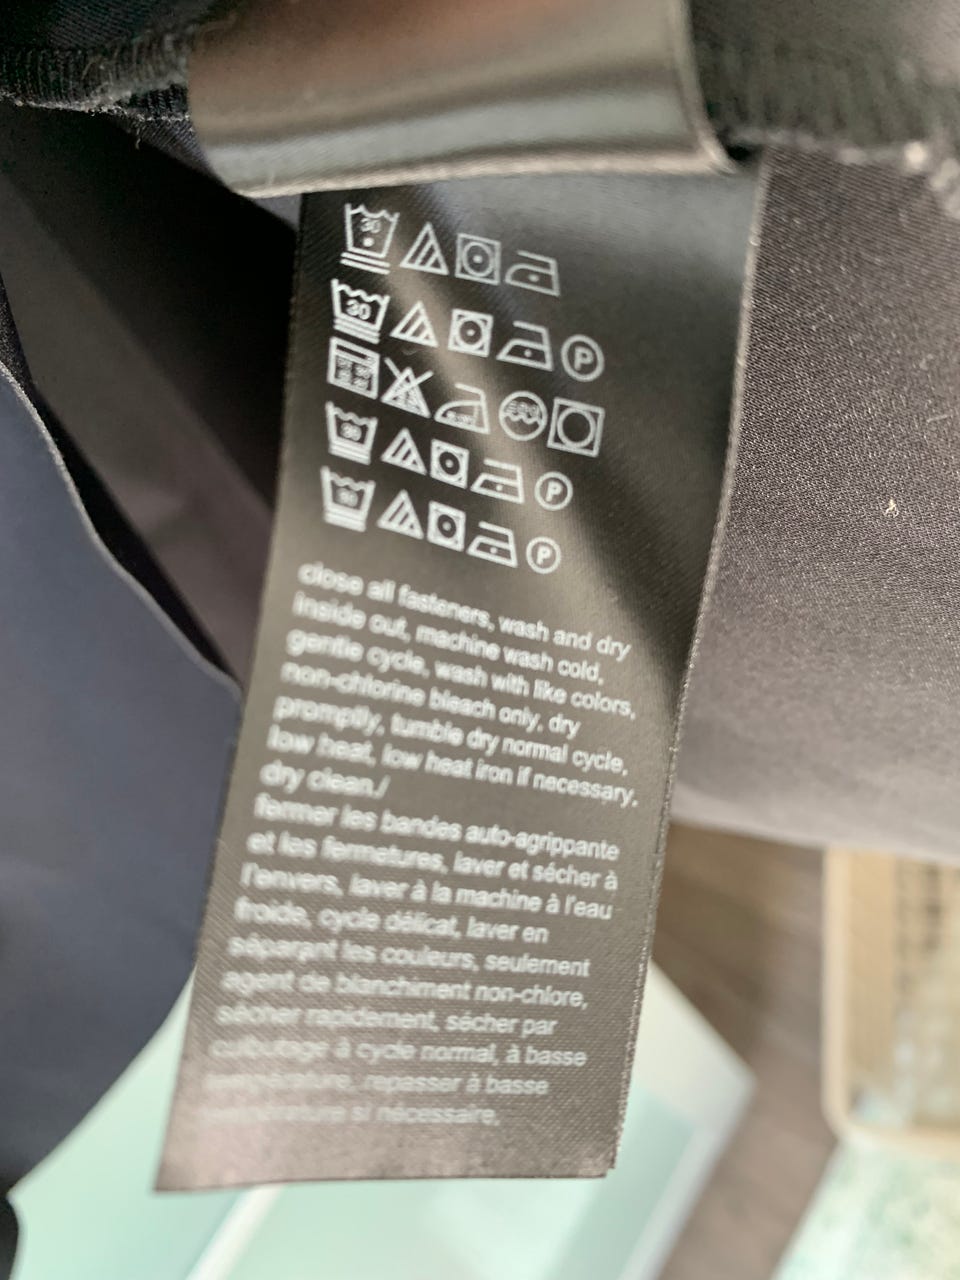 30
30
P
30
P
30
P
close all fasteners, wash and dry
inside out, machine wash cold,
gentle cycle, wash with like colors,
non-chlorine bleach only, dry
promptly, tumble dry normal cycle,
low heat, low heat iron if necessary,
dry clean./
fermer les bandes auto-agrippante
et les fermetures, laver et sécher à
l'envers, laver à la machine à l'eau
froide, cycle délicat, laver en
séparant les couleurs, seulement
agent de blanchiment non-chlore,
sécher rapidement, sécher par
culbutage à cycle normal, à basse
température, repasser à basse
température si nécessaire,